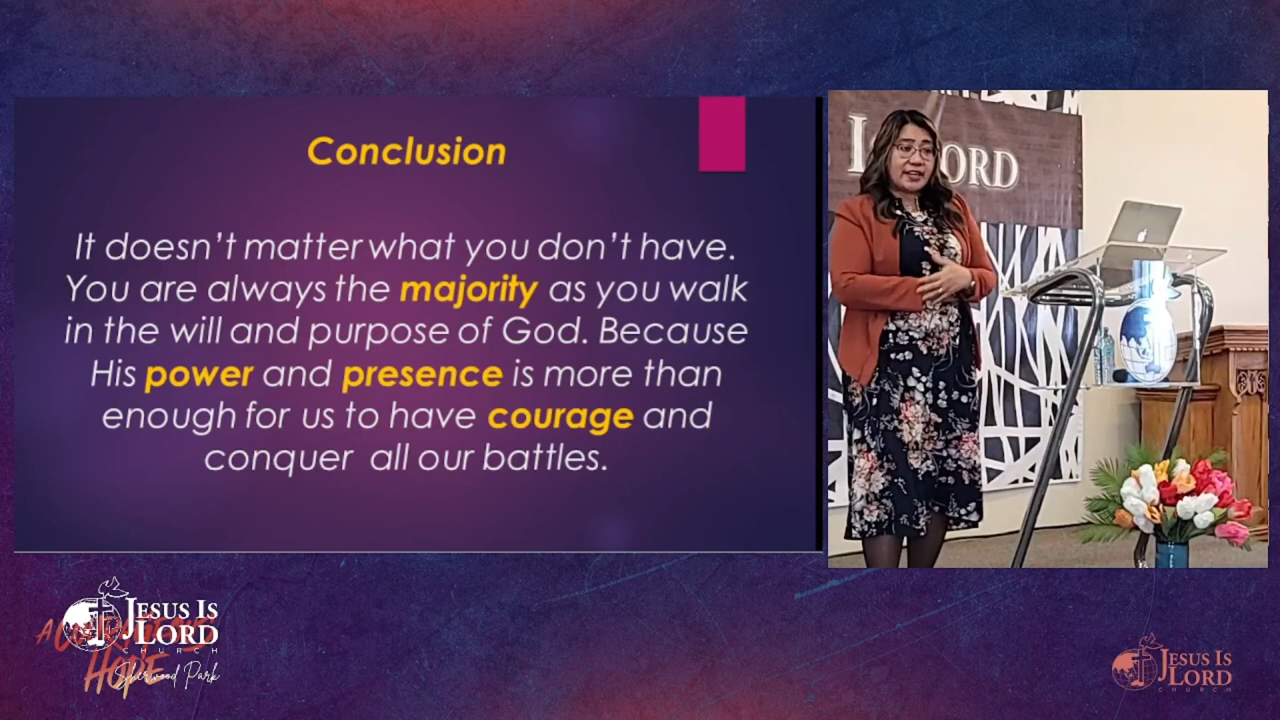 Conclusion
It doesn't matter what you don't have.
You are always the majority as you walk
in the will and purpose of God. Because
His power and presence is more than
enough for us to have courage and
conquer all our battles.
LORD
JESUS IS
LORD
CHURCH
HOPE
Sherwood Park
JESUS IS
LORD
CHURCH